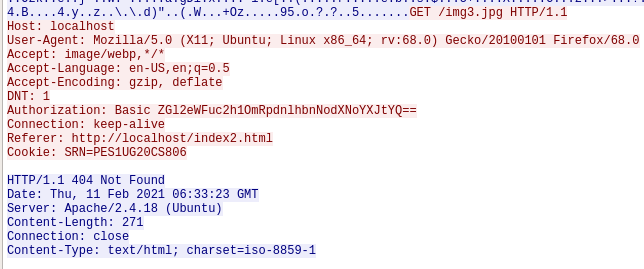 4.B....4.y..z..\.\.d)"..(.W...+Oz.....95.o.?.?..5.......GET /img3.jpg HTTP/1.1
Host: localhost
User-Agent: Mozilla/5.0 (X11; Ubuntu; Linux x86_64; rv:68.0) Gecko/20100101 Firefox/68.0
Accept: image/webp,*/*
Accept-Language: en-US,en;q=0.5
Accept-Encoding: gzip, deflate
DNT: 1
Authorization: Basic ZGl2eWFuc2h1OmRpdnlhbnNodXNoYXJtYQ==
Connection: keep-alive
Referer: http://localhost/index2.html
Cookie: SRN=PES1UG20CS806
HTTP/1.1 404 Not Found
Date: Thu, 11 Feb 2021 06:33:23 GMT
Server: Apache/2.4.18 (Ubuntu)
Content-Length: 271
Connection: close
Content-Type: text/html; charset=iso-8859-1